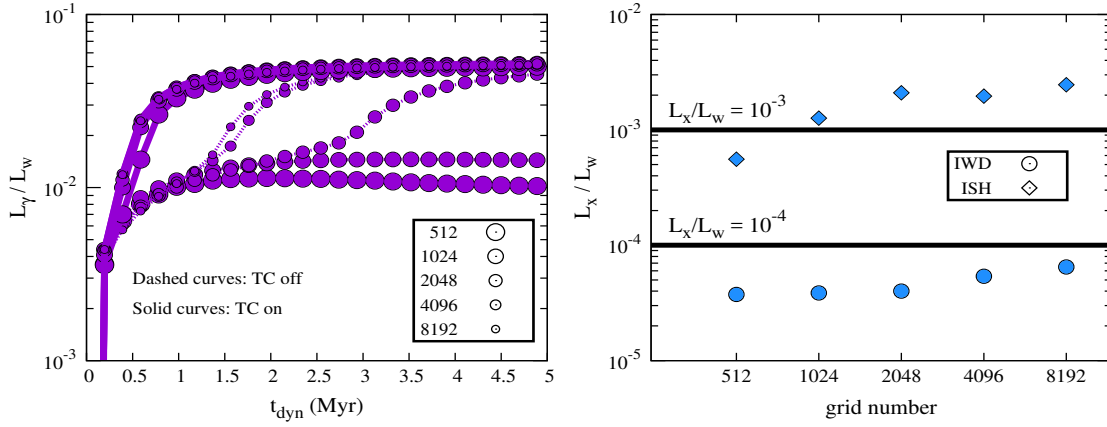 10^-1
10^-2
10^-3
L_γ / L_w
Dashed curves: TC off
Solid curves: TC on
512
1024
2048
4096
8192
0 0.5 1 1.5 2 2.5 3 3.5 4 4.5 5
t_dyn (Myr)
10^-2
10^-3
10^-4
10^-5
L_x / L_w
L_x/L_w = 10^-3
IWD
ISH
L_x/L_w = 10^-4
512 1024 2048 4096 8192
grid number